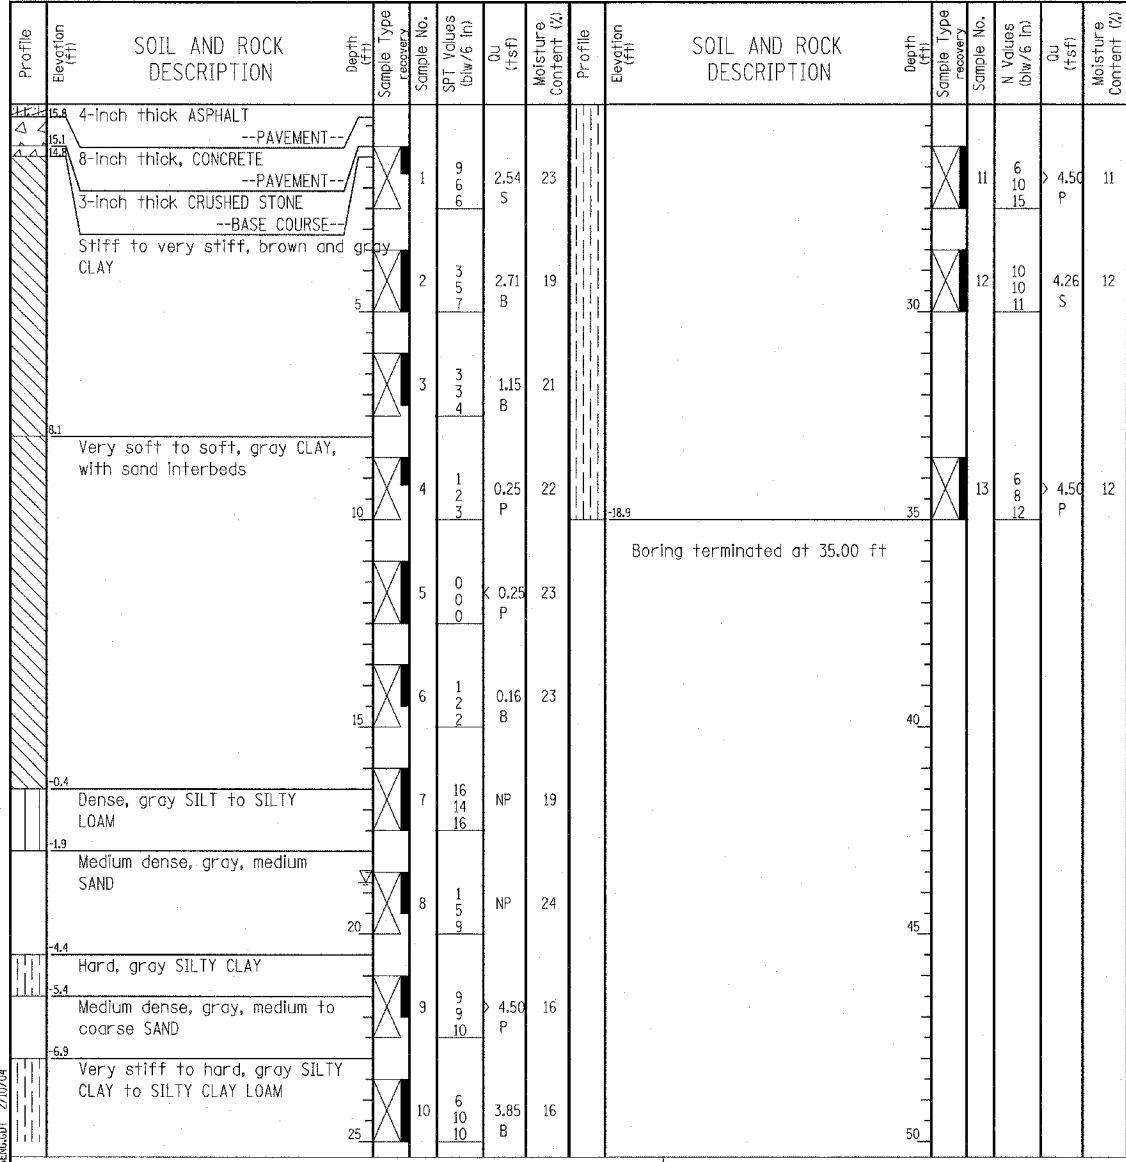 Profile
Elevation (ft)
SOIL AND ROCK DESCRIPTION
Depth (ft)
Sample Type recovery
Sample No.
SPT Values (blw/6 in)
Qu (tsf)
Moisture Content (%)
Profile
Elevation (ft)
SOIL AND ROCK DESCRIPTION
Depth (ft)
Sample Type recovery
Sample No.
N Values (blw/6 in)
Qu (tsf)
Moisture Content (%)
15.8 4-inch thick ASPHALT
--PAVEMENT--
15.1
14.8 8-inch thick, CONCRETE
--PAVEMENT--
3-inch thick CRUSHED STONE
--BASE COURSE--
1 9 6 6 2.54 S 23
Stiff to very stiff, brown and gray
CLAY
2 3 5 7 2.71 B 19
5
3 3 3 4 1.15 B 21
8.1
Very soft to soft, gray CLAY,
with sand interbeds
4 1 2 3 0.25 P 22
10
5 0 0 0 < 0.25 P 23
6 1 2 2 0.16 B 23
15
-0.4
Dense, gray SILT to SILTY
LOAM
7 16 14 16 NP 19
-1.9
Medium dense, gray, medium
SAND
8 1 5 9 NP 24
20
-4.4
Hard, gray SILTY CLAY
-5.4
Medium dense, gray, medium to
coarse SAND
9 9 9 10 > 4.50 P 16
-6.9
Very stiff to hard, gray SILTY
CLAY to SILTY CLAY LOAM
10 6 10 10 3.85 B 16
25
11 6 10 15 > 4.50 P 11
12 10 10 11 4.26 S 12
30
13 6 8 12 > 4.50 P 12
-18.9
35
Boring terminated at 35.00 ft
40
45
50
2/10/04